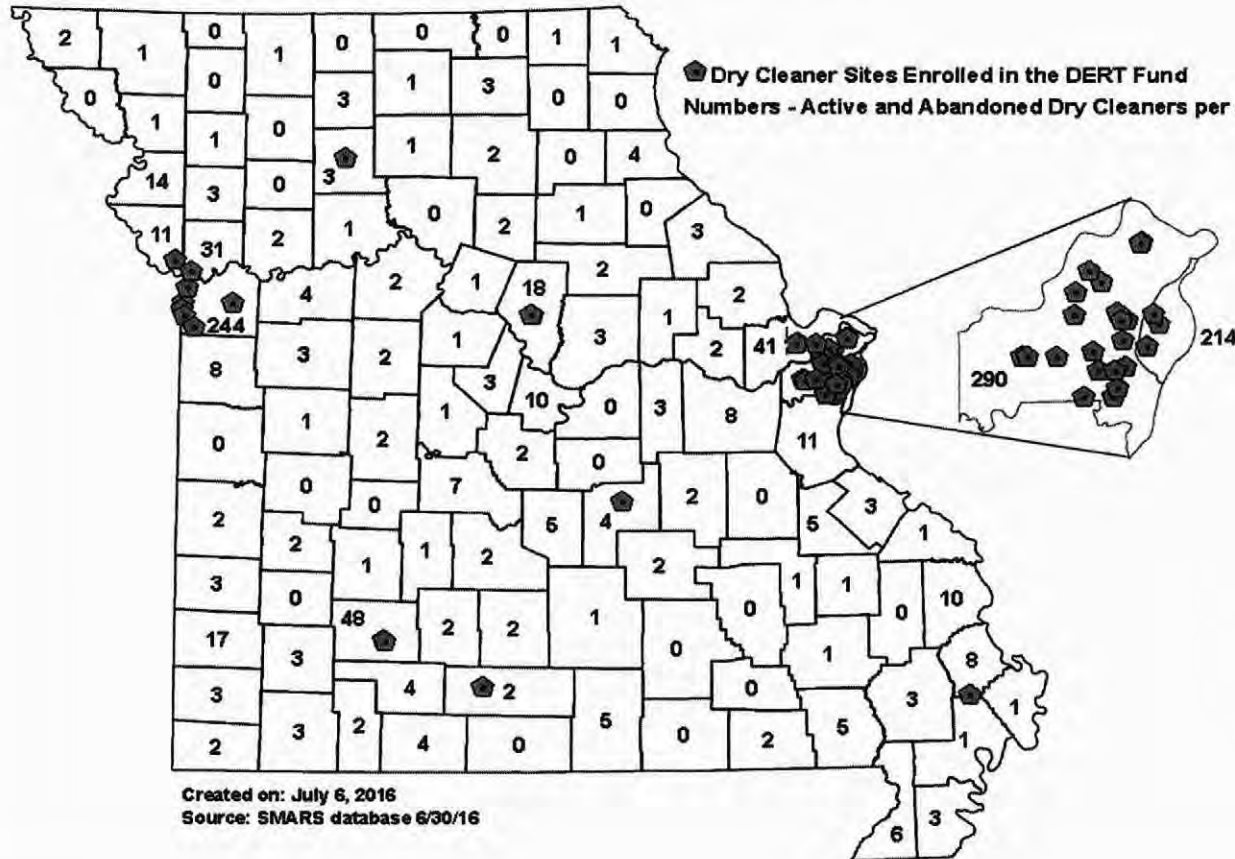 2 1 0 1 0 0 0 1 1
Dry Cleaner Sites Enrolled in the DERT Fund
Numbers - Active and Abandoned Dry Cleaners per
0 0 3 1 3 0 0
1 1 0 3 1 2 0 4
14 3 0
11 31 2 1 0 2 1 0 3
244 4 2 1 18 2 2
8 3 2 1 3 1 2 41
3 10 0 3 8 11
290 214
0 1 2 1 2 0
2 0 0 7 5 4 2 0 5 3 1
3 2 1 1 2 2 1 1 0 10
17 0 48 2 2 1 0 0 1 8
3 3 4 2 0 3 1
2 3 2 4 0 5 0 2 5 1
Created on: July 6, 2016
Source: SMARS database 6/30/16
6 3